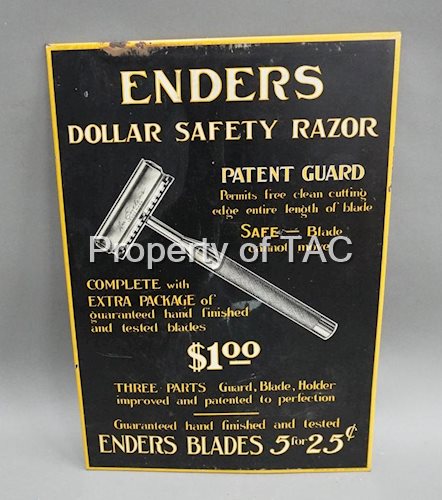 ENDERS
DOLLAR SAFETY RAZOR
PATENT GUARD
Permits free clean cutting
edge entire length of blade
SAFE - Blade
cannot move
Property of TAC
COMPLETE with
EXTRA PACKAGE of
guaranteed hand finished
and tested blades
$1.00
THREE-PARTS Guard, Blade, Holder
improved and patented to perfection
Guaranteed hand finished and tested
ENDERS BLADES 5 for 25¢